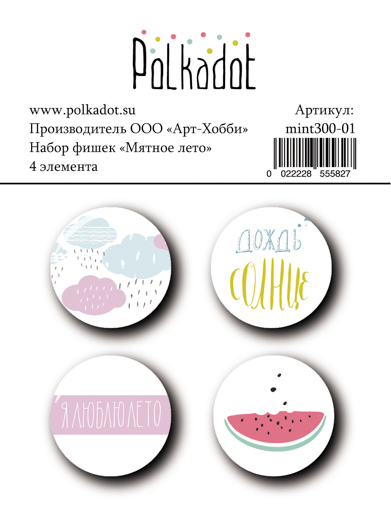 Polkadot
www.polkadot.su
Артикул:
Производитель ООО «Арт-Хобби»
mint300-01
Набор фишек «Мятное лето»
4 элемента
0 022228 555827
ДОЖДЬ
СОЛНЦЕ
Я ЛЮБЛЮ ЛЕТО